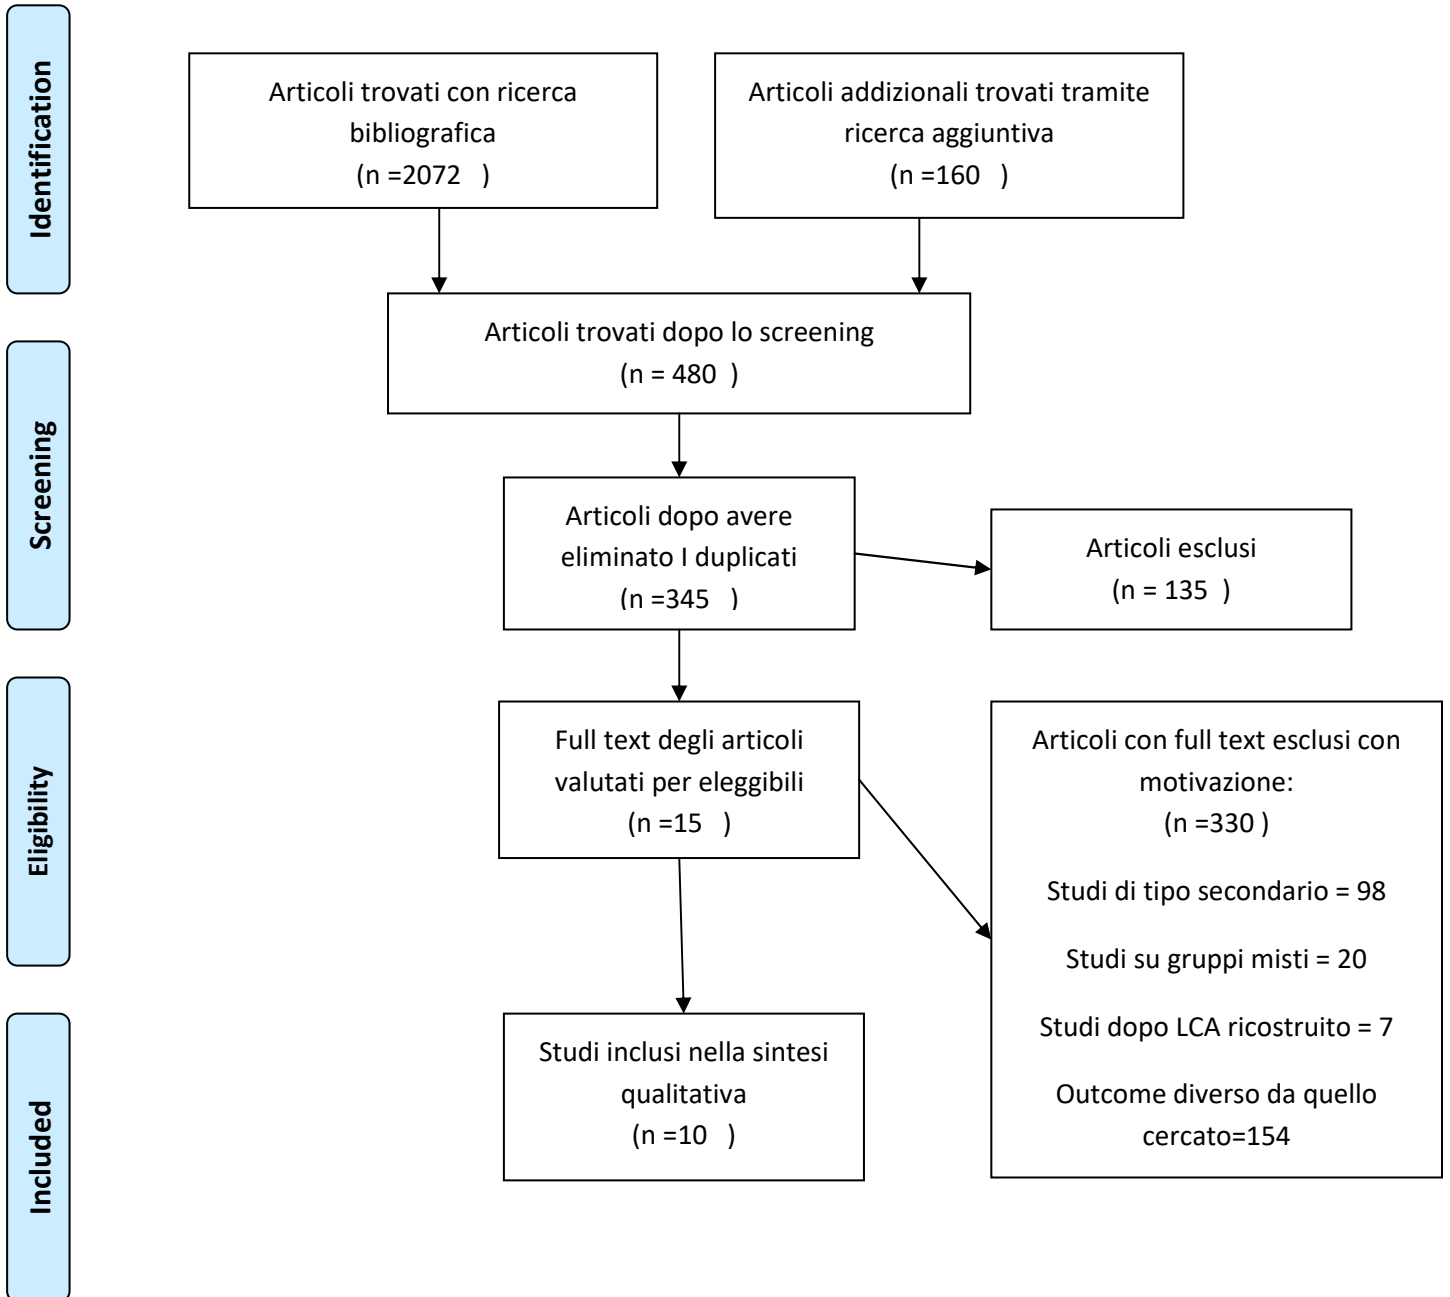 Identification
Articoli trovati con ricerca
bibliografica
(n =2072   )
Articoli addizionali trovati tramite
ricerca aggiuntiva
(n =160   )
Screening
Articoli trovati dopo lo screening
(n = 480  )
Articoli dopo avere
eliminato I duplicati
(n =345   )
Articoli esclusi
(n = 135  )
Eligibility
Full text degli articoli
valutati per eleggibili
(n =15   )
Articoli con full text esclusi con
motivazione:
(n =330 )
Studi di tipo secondario = 98
Studi su gruppi misti = 20
Studi dopo LCA ricostruito = 7
Outcome diverso da quello
cercato=154
Included
Studi inclusi nella sintesi
qualitativa
(n =10   )